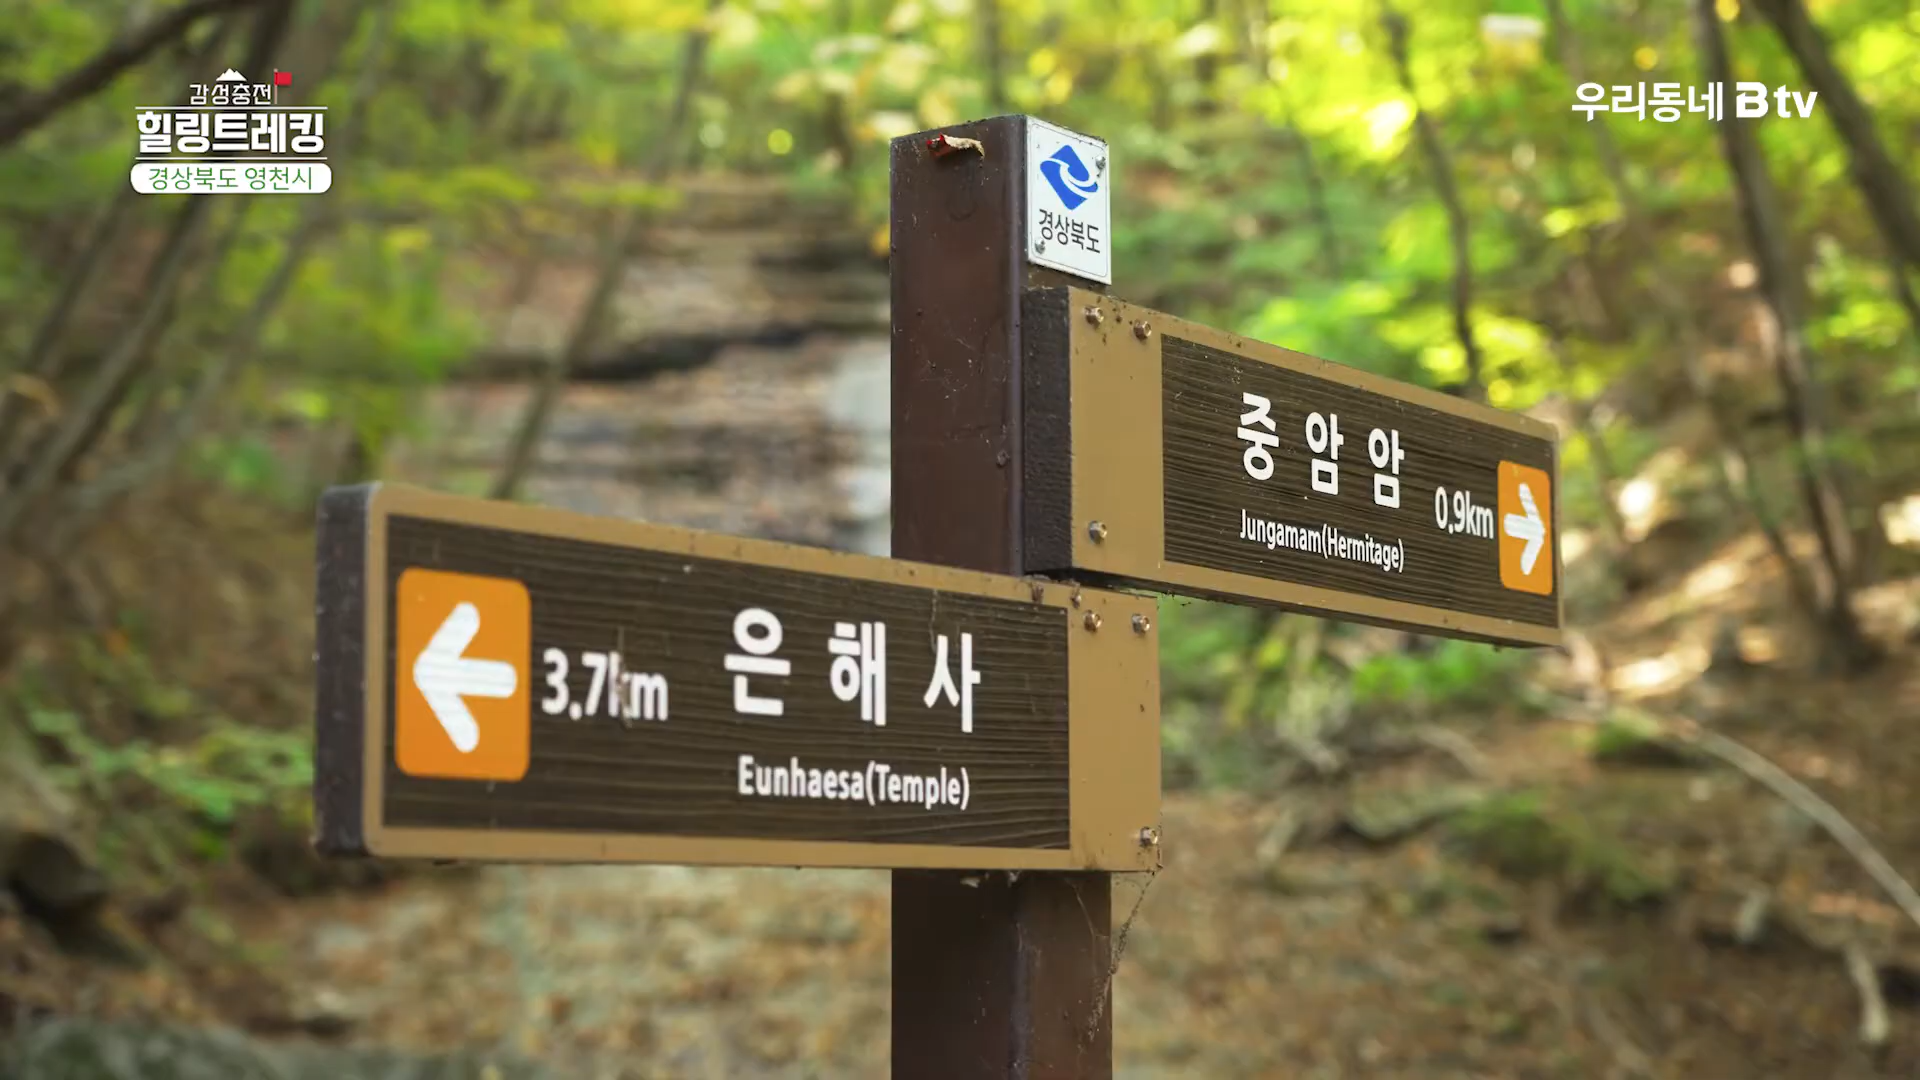 감성충전
힐링트레킹
경상북도 영천시
우리동네 B tv
경상북도
중암암
Jungamam(Hermitage)
0.9km
3.7km
은해사
Eunhaesa(Temple)